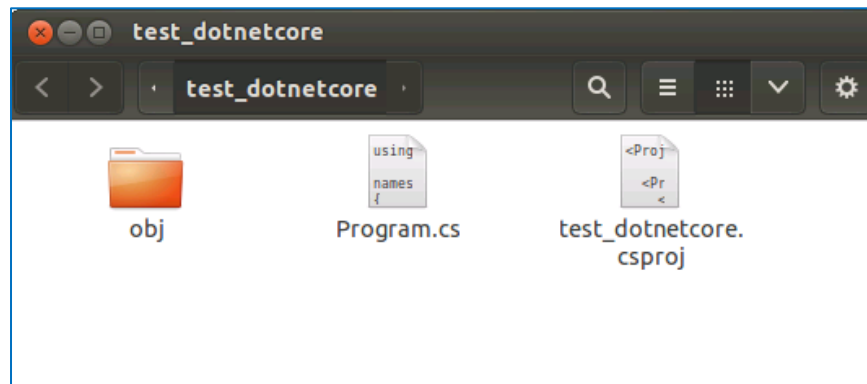 test_dotnetcore
test_dotnetcore
using
names
{
<Proj
<Pr
<
obj
Program.cs
test_dotnetcore.
csproj